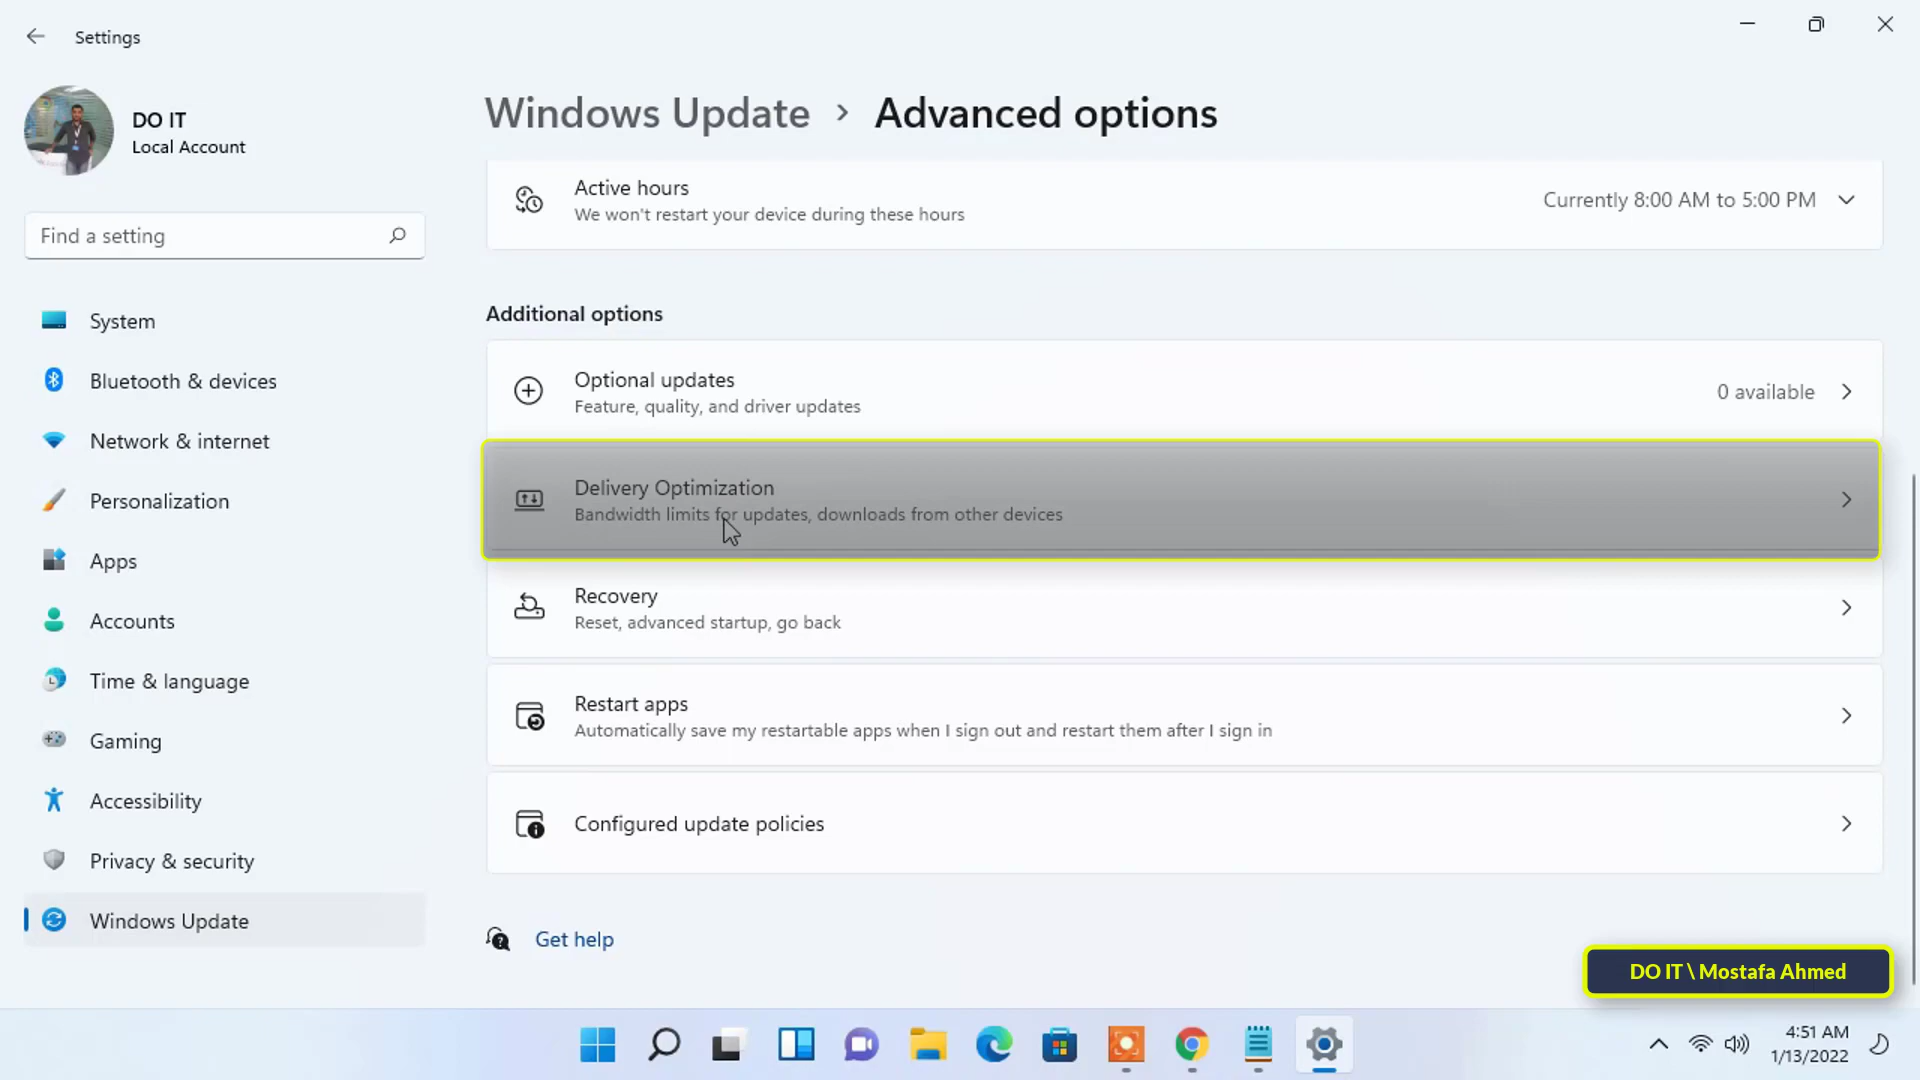 Settings
DO IT
Local Account
Find a setting
System
Bluetooth & devices
Network & internet
Personalization
Apps
Accounts
Time & language
Gaming
Accessibility
Privacy & security
Windows Update
Windows Update > Advanced options
Active hours
We won't restart your device during these hours
Currently 8:00 AM to 5:00 PM
Additional options
Optional updates
Feature, quality, and driver updates
0 available
Delivery Optimization
Bandwidth limits for updates, downloads from other devices
Recovery
Reset, advanced startup, go back
Restart apps
Automatically save my restartable apps when I sign out and restart them after I sign in
Configured update policies
Get help
DO IT \ Mostafa Ahmed
4:51 AM
1/13/2022